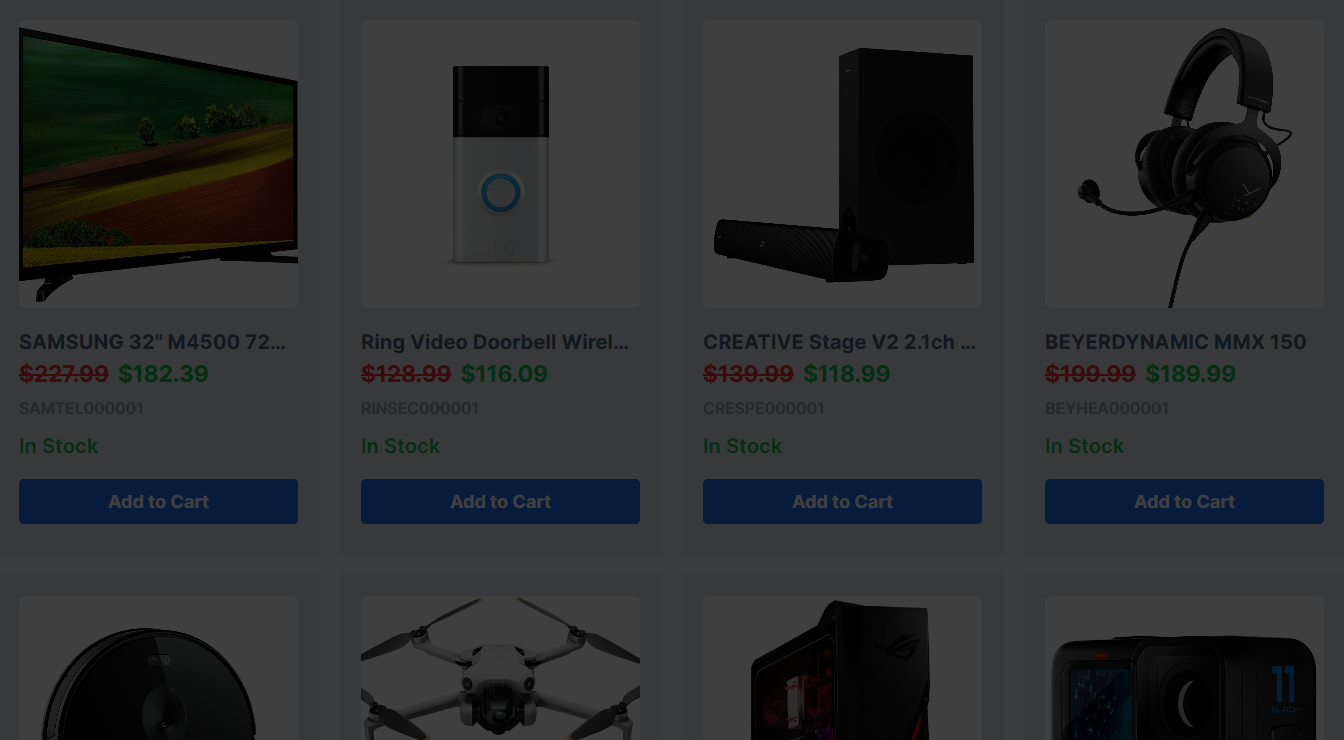 ring
SAMSUNG 32" M4500 72...
$227.99 $182.39
SAMTEL000001
In Stock
Add to Cart
Ring Video Doorbell Wirel...
$128.99 $116.09
RINSEC000001
In Stock
Add to Cart
CREATIVE Stage V2 2.1ch ...
$139.99 $118.99
CRESPE000001
In Stock
Add to Cart
BEYERDYNAMIC MMX 150
$199.99 $189.99
BEYHEA000001
In Stock
Add to Cart
11
BLACK